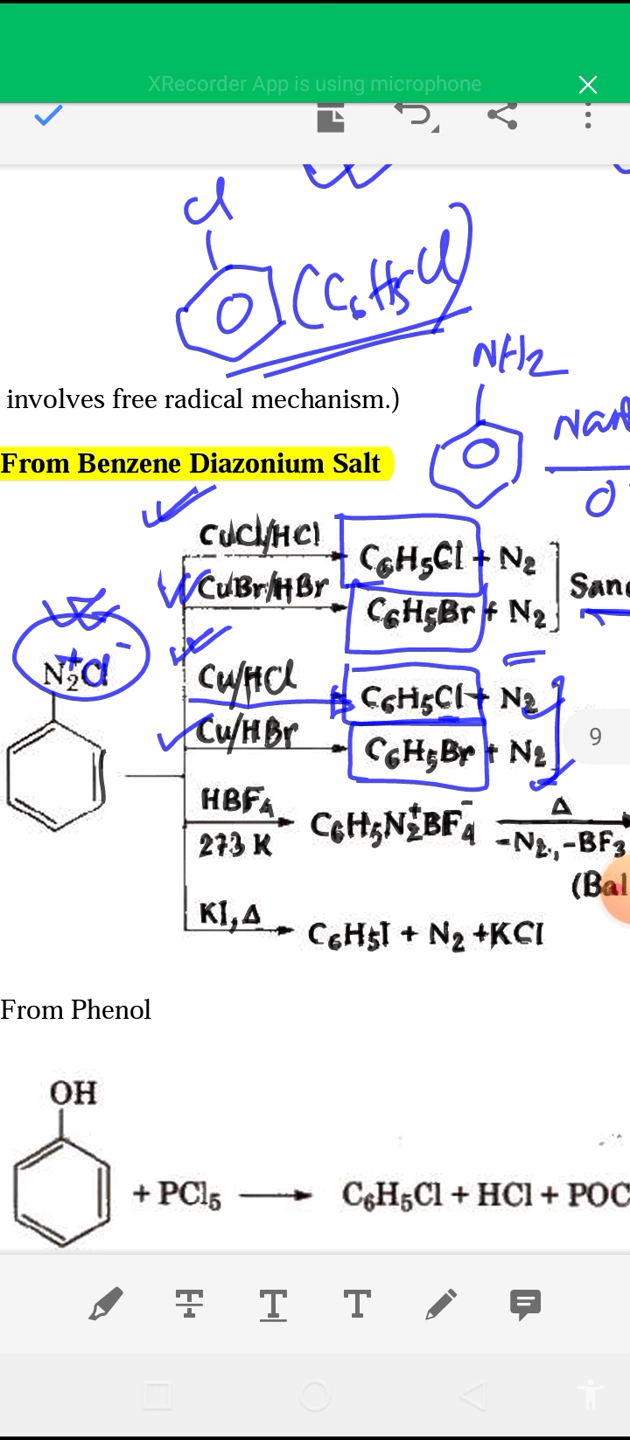 XRecorder App is using microphone
Cl
(C₆H₅Cl)
involves free radical mechanism.)
NH2
From Benzene Diazonium Salt
CuCl/HCl C₆H₅Cl + N₂
CuBr/HBr C₆H₅Br + N₂
N₂⁺Cl⁻
Cu/HCl C₆H₅Cl + N₂
Cu/HBr C₆H₅Br + N₂
9
HBF₄
273 K
C₆H₅N₂⁺BF₄⁻
Δ
-N₂, -BF₃
(Bal
KI, Δ C₆H₅I + N₂ + KCl
From Phenol
OH
+ PCl₅ ⟶ C₆H₅Cl + HCl + POC
T T T